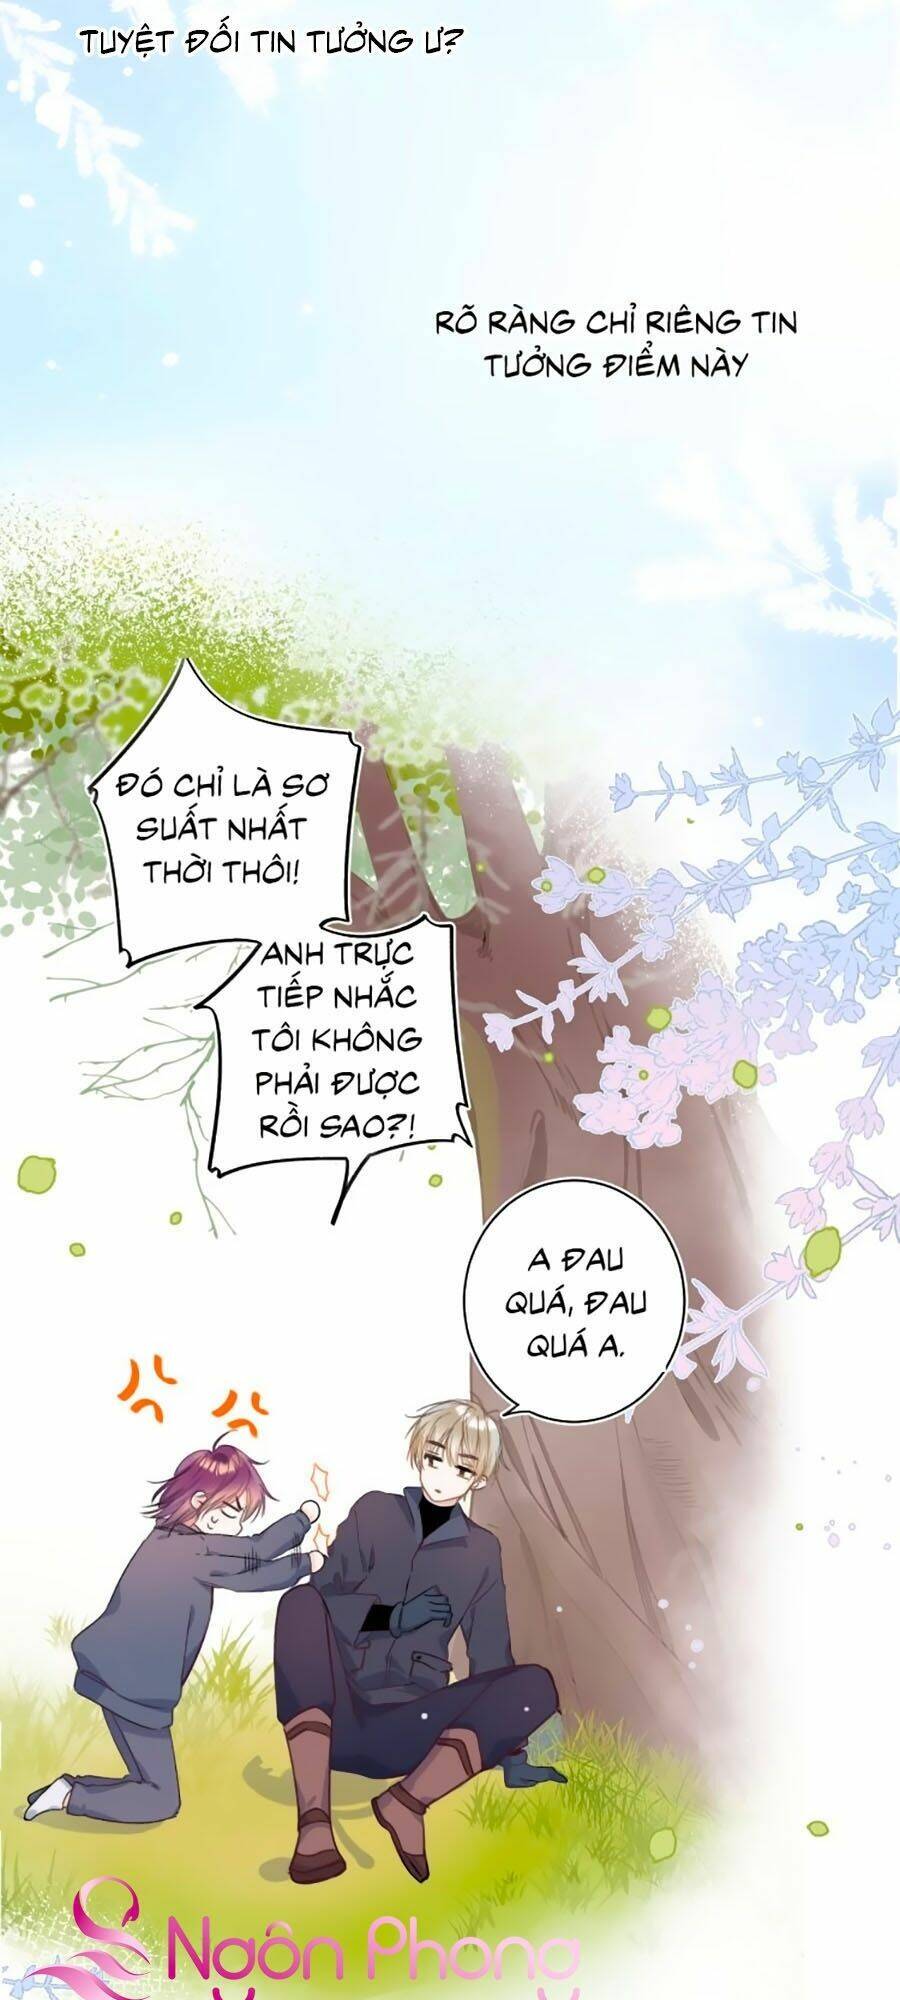 TUYỆT ĐỐI TIN TƯỞNG Ư?
RÕ RÀNG CHỈ RIÊNG TIN
TƯỞNG ĐIỂM NÀY
ĐÓ CHỈ LÀ SƠ
SUẤT NHẤT
THỜI THÔI!
ANH TRỰC
TIẾP NHẮC
TÔI KHÔNG
PHẢI ĐƯỢC
RỒI SAO?!
A ĐAU
QUÁ, ĐAU
QUÁ A.
Ngôn Phong